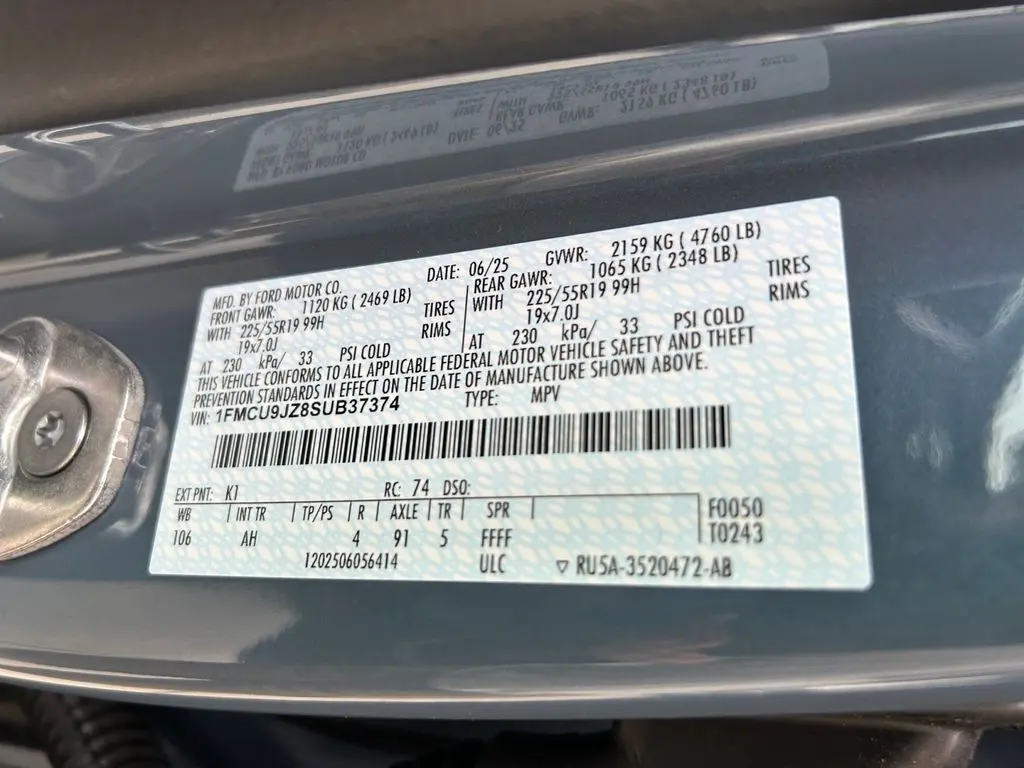 MFD. BY FORD MOTOR CO.
DATE: 06/25 GVWR: 2159 KG ( 4760 LB)
FRONT GAWR: 1120 KG ( 2469 LB)
REAR GAWR: 1065 KG ( 2348 LB)
WITH 225/55R19 99H TIRES
WITH 225/55R19 99H TIRES
19x7.0J RIMS
19x7.0J RIMS
AT 230 kPa/ 33 PSI COLD
AT 230 kPa/ 33 PSI COLD
THIS VEHICLE CONFORMS TO ALL APPLICABLE FEDERAL MOTOR VEHICLE SAFETY AND THEFT
PREVENTION STANDARDS IN EFFECT ON THE DATE OF MANUFACTURE SHOWN ABOVE.
VIN: 1FMCU9JZ8SUB37374 TYPE: MPV
EXT PNT: K1 RC: 74 DSO:
WB INT TR TP/PS R AXLE TR SPR F0050
106 AH 4 91 5 FFFF T0243
1202506056414 ULC ▽ RU5A-3520472-AB